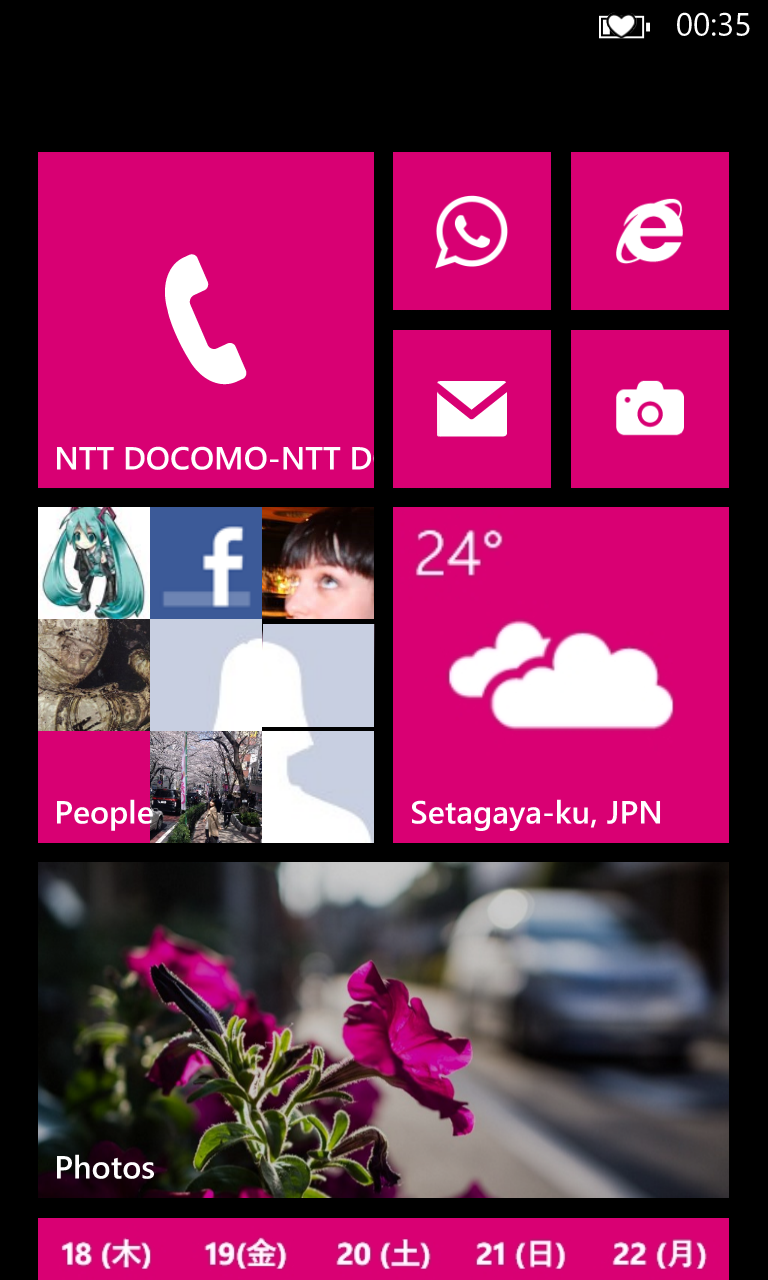 00:35
NTT DOCOMO-NTT D
24°
People
Setagaya-ku, JPN
Photos
18 (木) 19(金) 20 (土) 21 (日) 22 (月)